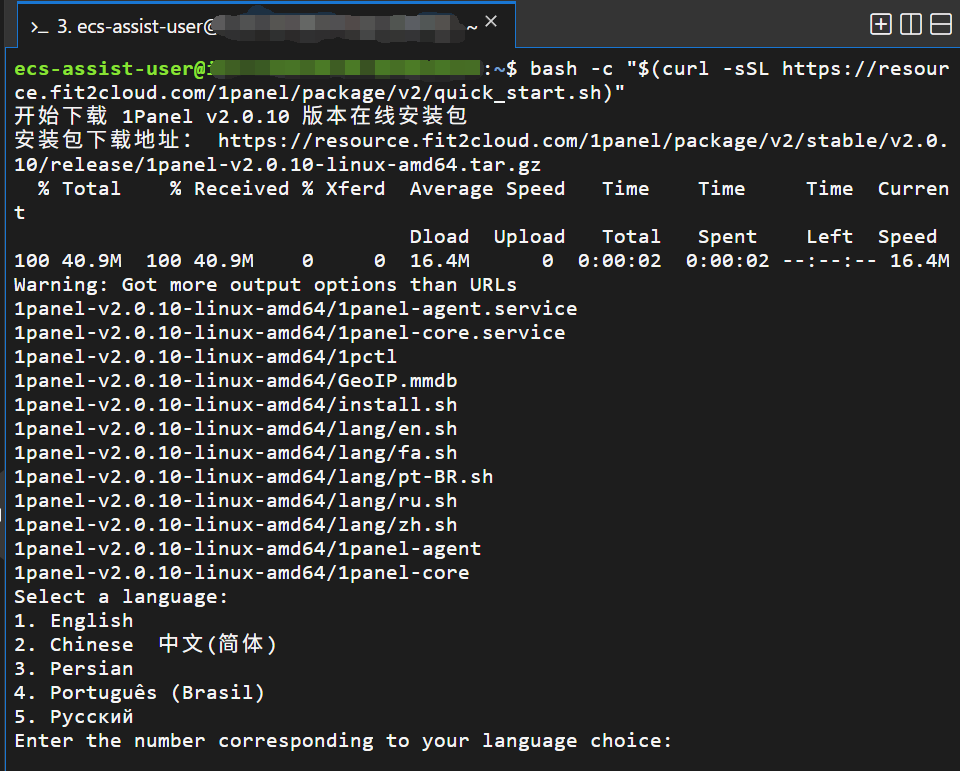 3. ecs-assist-user@ ~ ×
ecs-assist-user@i :~$ bash -c "$(curl -sSL https://resour
ce.fit2cloud.com/1panel/package/v2/quick_start.sh)"
开始下载 1Panel v2.0.10 版本在线安装包
安装包下载地址： https://resource.fit2cloud.com/1panel/package/v2/stable/v2.0.
10/release/1panel-v2.0.10-linux-amd64.tar.gz
% Total % Received % Xferd Average Speed Time Time Time Curren
t
Dload Upload Total Spent Left Speed
100 40.9M 100 40.9M 0 0 16.4M 0 0:00:02 0:00:02 --:--:-- 16.4M
Warning: Got more output options than URLs
1panel-v2.0.10-linux-amd64/1panel-agent.service
1panel-v2.0.10-linux-amd64/1panel-core.service
1panel-v2.0.10-linux-amd64/1pctl
1panel-v2.0.10-linux-amd64/GeoIP.mmdb
1panel-v2.0.10-linux-amd64/install.sh
1panel-v2.0.10-linux-amd64/lang/en.sh
1panel-v2.0.10-linux-amd64/lang/fa.sh
1panel-v2.0.10-linux-amd64/lang/pt-BR.sh
1panel-v2.0.10-linux-amd64/lang/ru.sh
1panel-v2.0.10-linux-amd64/lang/zh.sh
1panel-v2.0.10-linux-amd64/1panel-agent
1panel-v2.0.10-linux-amd64/1panel-core
Select a language:
1. English
2. Chinese 中文(简体)
3. Persian
4. Português (Brasil)
5. Русский
Enter the number corresponding to your language choice: